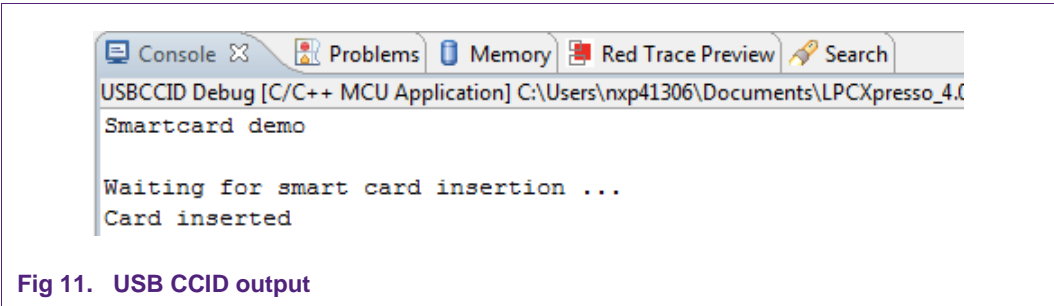 Console Problems Memory Red Trace Preview Search
USBCCID Debug [C/C++ MCU Application] C:\Users\nxp41306\Documents\LPCXpresso_4.0
Smartcard demo
Waiting for smart card insertion ...
Card inserted
Fig 11. USB CCID output